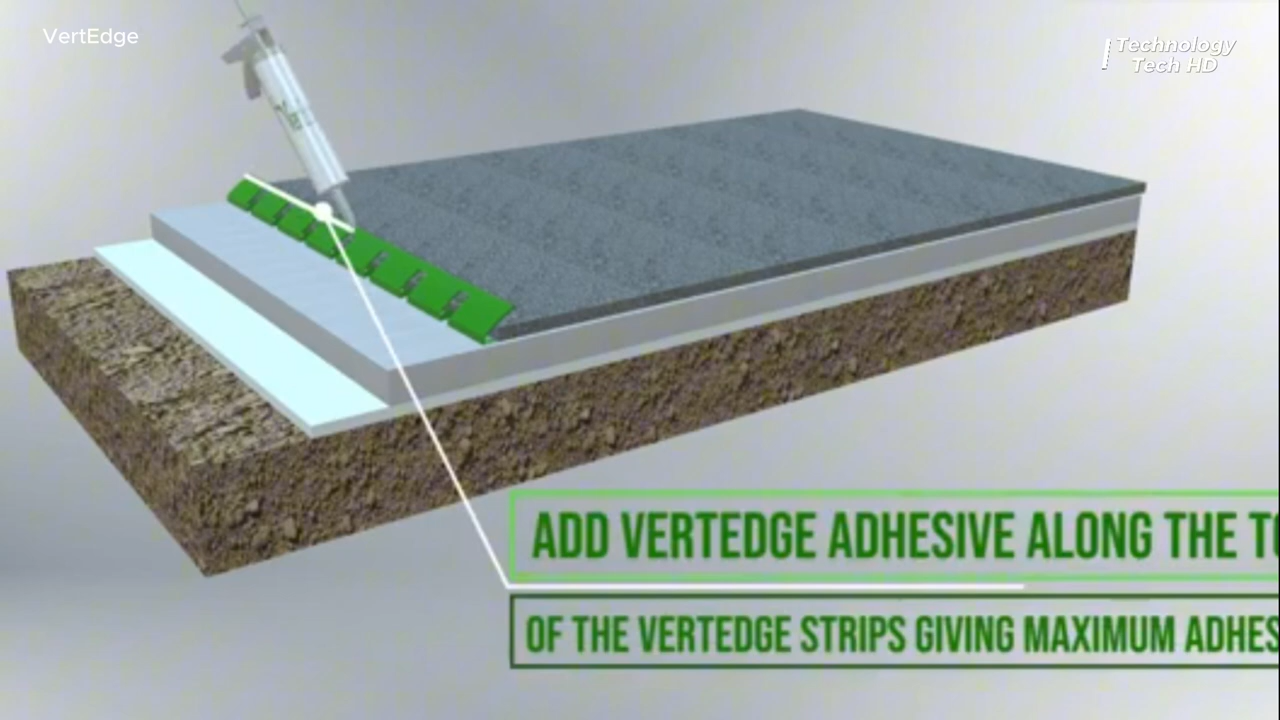 VertEdge
Technology
Tech HD
ADD VERTEDGE ADHESIVE ALONG THE
OF THE VERTEDGE STRIPS GIVING MAXIMUM